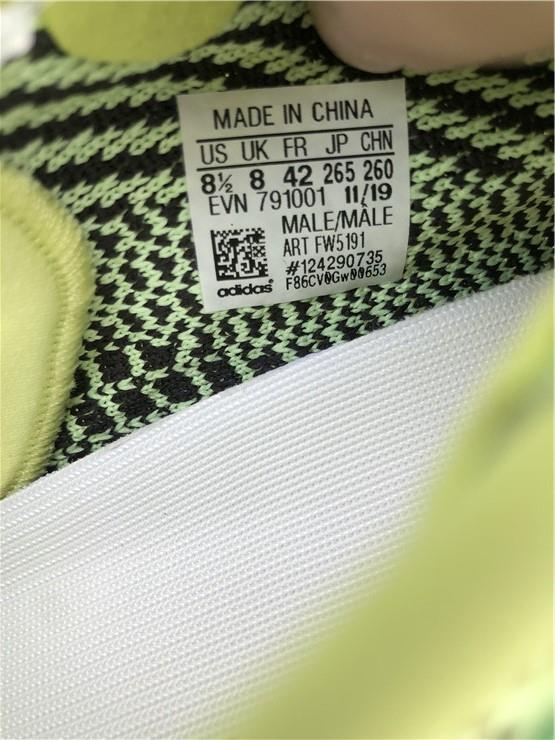 MADE IN CHINA
US UK FR JP CHN
8½ 8 42 265 260
EVN 791001 11/19
MALE/MÂLE
ART FW5191
#124290735
F86CV0Gw00653
adidas®